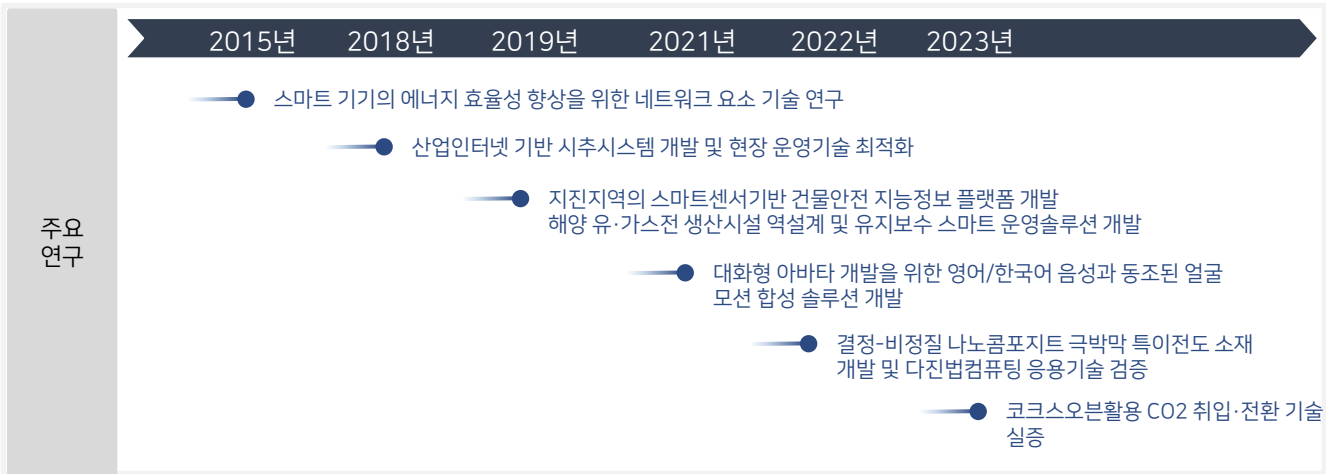 2015년 2018년 2019년 2021년 2022년 2023년
주요
연구
스마트 기기의 에너지 효율성 향상을 위한 네트워크 요소 기술 연구
산업인터넷 기반 시추시스템 개발 및 현장 운영기술 최적화
지진지역의 스마트센서기반 건물안전 지능정보 플랫폼 개발
해양 유·가스전 생산시설 역설계 및 유지보수 스마트 운영솔루션 개발
대화형 아바타 개발을 위한 영어/한국어 음성과 동조된 얼굴
모션 합성 솔루션 개발
결정-비정질 나노콤포지트 극박막 특이전도 소재
개발 및 다진법컴퓨팅 응용기술 검증
코크스오븐활용 CO2 취입·전환 기술
실증